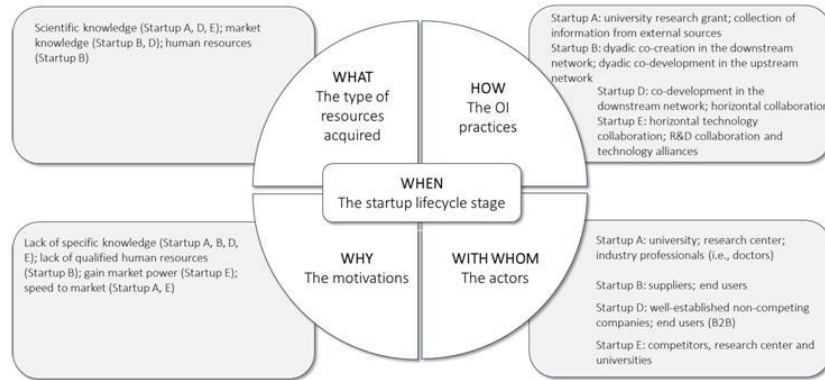 Scientific knowledge (Startup A, D, E); market
knowledge (Startup B, D); human resources
(Startup B)
WHAT
The type of
resources
acquired
HOW
The OI
practices
Startup A: university research grant; collection of
information from external sources
Startup B: dyadic co-creation in the downstream
network; dyadic co-development in the upstream
network
Startup D: co-development in the
downstream network; horizontal collaboration
Startup E: horizontal technology
collaboration; R&D collaboration and
technology alliances
WHEN
The startup lifecycle stage
Lack of specific knowledge (Startup A, B, D,
E); lack of qualified human resources
(Startup B); gain market power (Startup E);
speed to market (Startup A, E)
WHY
The motivations
WITH WHOM
The actors
Startup A: university; research center;
industry professionals (i.e., doctors)
Startup B: suppliers; end users
Startup D: well-established non-competing
companies; end users (B2B)
Startup E: competitors, research center and
universities